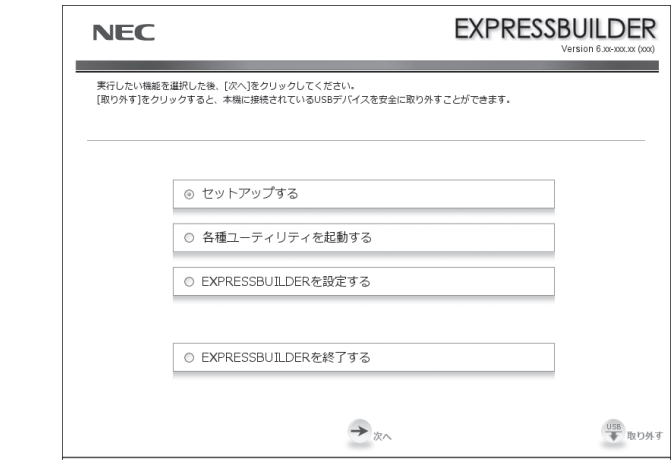 NEC
EXPRESSBUILDER
Version 6.xx-xxx.xx (xxx)
実行したい機能を選択した後、[次へ]をクリックしてください。
[取り外す]をクリックすると、本機に接続されているUSBデバイスを安全に取り外すことができます。
セットアップする
各種ユーティリティを起動する
EXPRESSBUILDERを設定する
EXPRESSBUILDERを終了する
次へ
USB
取り外す